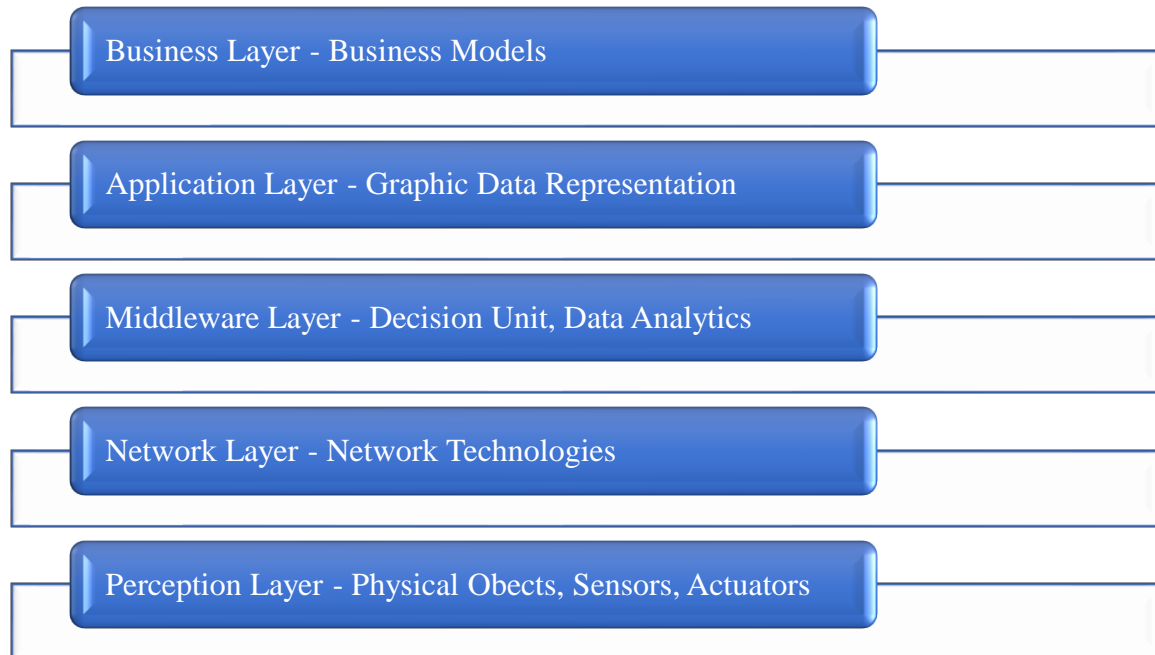 Business Layer - Business Models
Application Layer - Graphic Data Representation
Middleware Layer - Decision Unit, Data Analytics
Network Layer - Network Technologies
Perception Layer - Physical Obects, Sensors, Actuators